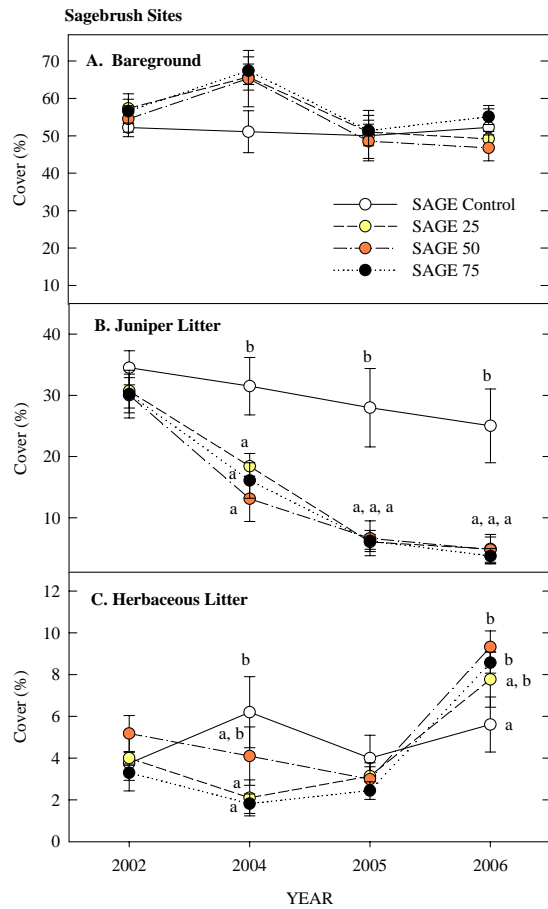 Sagebrush Sites
A. Bareground
Cover (%)
70
60
50
40
30
20
10
SAGE Control
SAGE 25
SAGE 50
SAGE 75
B. Juniper Litter
Cover (%)
40
30
20
10
b
b
b
a
a
a
a, a, a
a, a, a
C. Herbaceous Litter
Cover (%)
12
10
8
6
4
2
0
b
a, b
a
a
b
b
a, b
a
2002 2004 2005 2006
YEAR